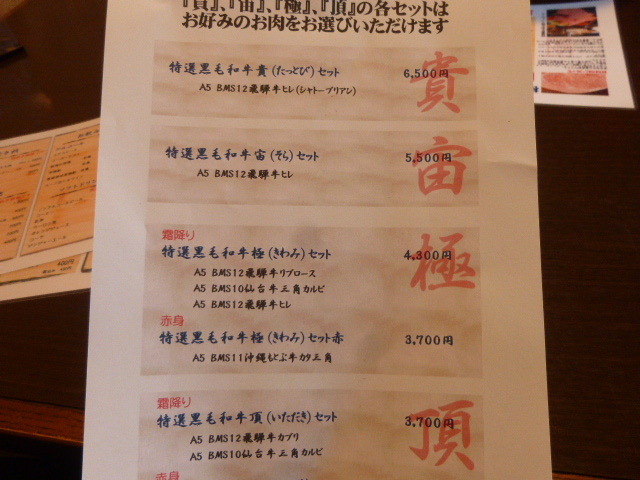 『貴』、『宙』、『極』、『頂』の各セットは
お好みのお肉をお選びいただけます
特選黒毛和牛貴(たっとび)セット 6,500円
A5 BMS12飛騨牛ヒレ(シャトーブリアン)
貴
特選黒毛和牛宙(そら)セット 5,500円
A5 BMS12飛騨牛ヒレ
宙
霜降り
特選黒毛和牛極(きわみ)セット 4,300円
A5 BMS12飛騨牛リブロース
A5 BMS10仙台牛三角カルビ
A5 BMS12飛騨牛ヒレ
極
赤身
特選黒毛和牛極(きわみ)セット赤 3,700円
A5 BMS11沖縄もとぶ牛カタ三角
霜降り
特選黒毛和牛頂(いただき)セット 3,700円
A5 BMS12飛騨牛カブリ
A5 BMS10仙台牛三角カルビ
頂
赤身